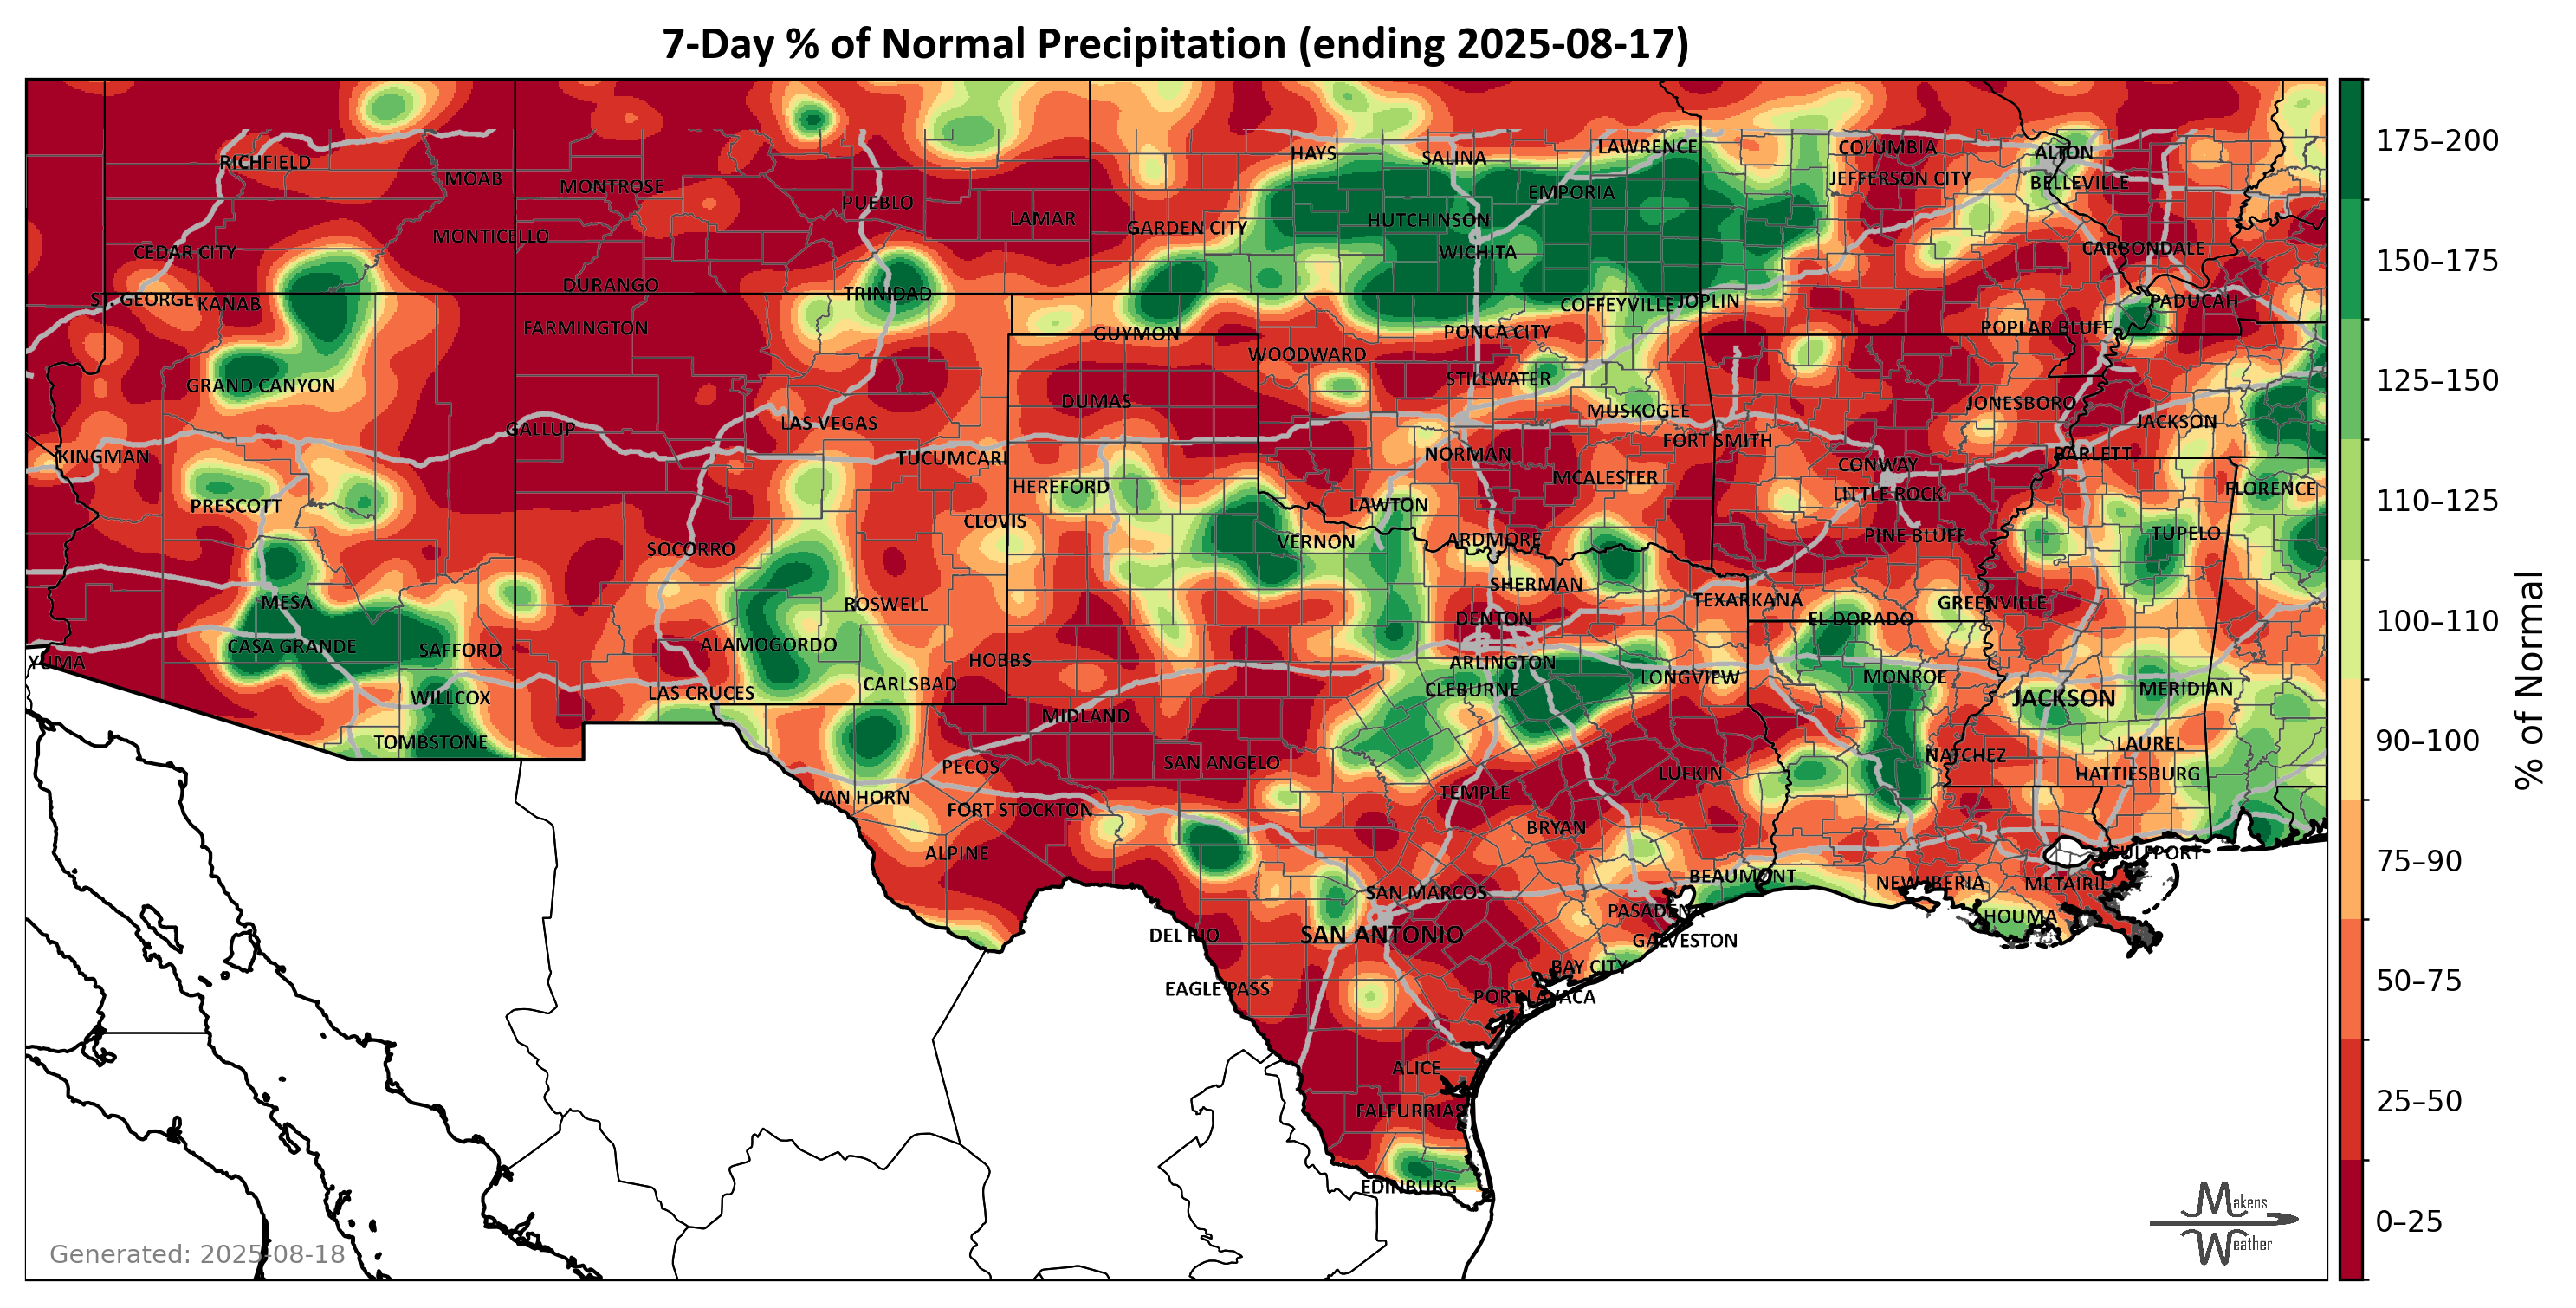 7-Day % of Normal Precipitation (ending 2025-08-17)
RICHFIELD
MOAB
MONTROSE
PUEBLO
LAMAR
HAYS
SALINA
LAWRENCE
COLUMBIA
ALTON
JEFFERSON CITY
BELLEVILLE
EMPORIA
HUTCHINSON
GARDEN CITY
MONTICELLO
CEDAR CITY
WICHITA
CARBONDALE
DURANGO
TRINIDAD
ST. GEORGE
KANAB
COFFEYVILLE
JOPLIN
PADUCAH
FARMINGTON
GUYMON
PONCA CITY
POPLAR BLUFF
WOODWARD
GRAND CANYON
STILLWATER
DUMAS
MUSKOGEE
JONESBORO
JACKSON
LAS VEGAS
GALLUP
FORT SMITH
KINGMAN
TUCUMCARI
NORMAN
BARLETT
CONWAY
HEREFORD
MCALESTER
LITTLE ROCK
FLORENCE
PRESCOTT
LAWTON
CLOVIS
VERNON
ARDMORE
PINE BLUFF
TUPELO
SOCORRO
SHERMAN
MESA
ROSWELL
TEXARKANA
GREENVILLE
DENTON
EL DORADO
CASA GRANDE
SAFFORD
ALAMOGORDO
YUMA
HOBBS
ARLINGTON
LONGVIEW
MONROE
WILLCOX
LAS CRUCES
CARLSBAD
CLEBURNE
JACKSON
MERIDIAN
MIDLAND
TOMBSTONE
LAUREL
PECOS
SAN ANGELO
NATCHEZ
HATTIESBURG
LUFKIN
VAN HORN
FORT STOCKTON
TEMPLE
BRYAN
ALPINE
GULFPORT
BEAUMONT
SAN MARCOS
NEW IBERIA
METAIRIE
PASADENA
HOUMA
DEL RIO
SAN ANTONIO
GALVESTON
BAY CITY
EAGLE PASS
PORT LAVACA
ALICE
FALFURRIAS
EDINBURG
Generated: 2025-08-18
Makens
Weather
175–200
150–175
125–150
110–125
100–110
90–100
75–90
50–75
25–50
0–25
% of Normal